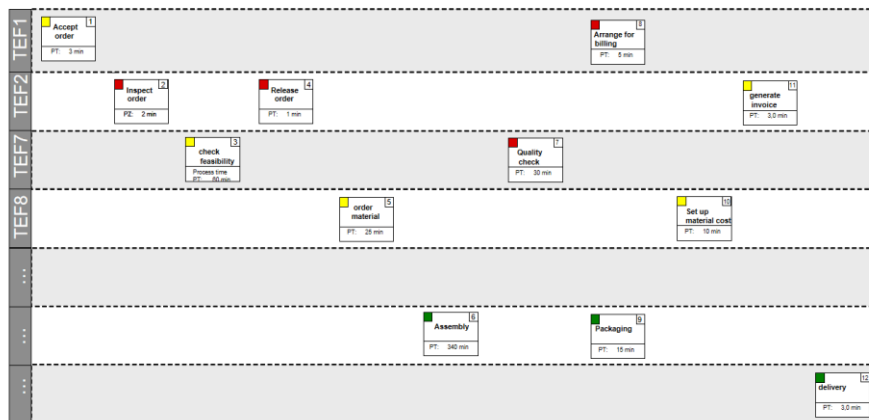 TEF1
1
Accept
order
PT: 3 min
8
Arrange for
billing
PT: 5 min
TEF2
2
Inspect
order
PZ: 2 min
4
Release
order
PT: 1 min
11
generate
invoice
PT: 3,0 min
TEF7
3
check
feasibility
Process time
PT: 60 min
7
Quality
check
PT: 30 min
TEF8
5
order
material
PT: 25 min
10
Set up
material cost
PT: 10 min
...
...
6
Assembly
PT: 340 min
9
Packaging
PT: 15 min
...
12
delivery
PT: 3,0 min